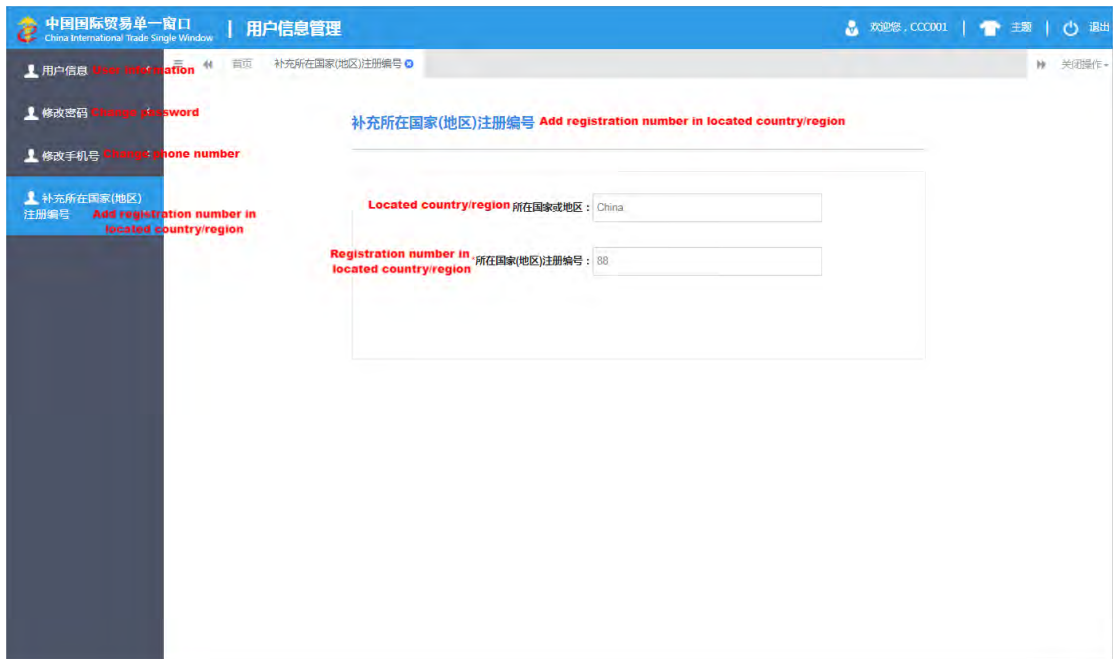 中国国际贸易单一窗口 | 用户信息管理 欢迎您，CCC001 | 主题 | 退出
China International Trade Single Window
用户信息 User information 首页 补充所在国家(地区)注册编号 关闭操作
修改密码 Change password
补充所在国家(地区)注册编号 Add registration number in located country/region
修改手机号 Change phone number
补充所在国家(地区)
注册编号 Add registration number in
located country/region
Located country/region 所在国家或地区： China
Registration number in
located country/region 所在国家(地区)注册编号： 88